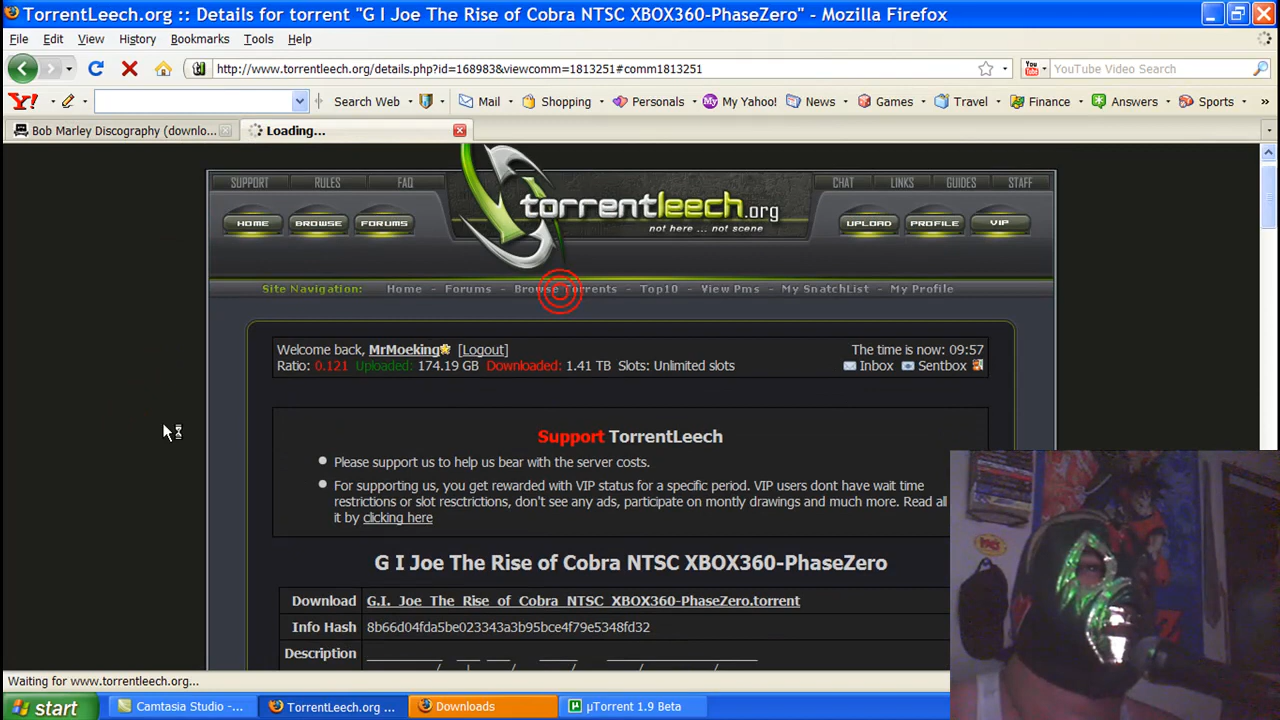 TorrentLeech.org :: Details for torrent "G I Joe The Rise of Cobra NTSC XBOX360-PhaseZero" - Mozilla Firefox
File Edit View History Bookmarks Tools Help
http://www.torrentleech.org/details.php?id=168983&viewcomm=1813251#comm1813251 YouTube Video Search
Y! Search Web Mail Shopping Personals My Yahoo! News Games Travel Finance Answers Sports »
Bob Marley Discography (downlo... Loading...
SUPPORT RULES FAQ CHAT LINKS GUIDES STAFF
torrentleech.org
HOME BROWSE FORUMS UPLOAD PROFILE VIP
not here ... not scene
Site Navigation: Home - Forums - Browse Torrents - Top10 - View Pms - My SnatchList - My Profile
Welcome back, MrMoeking [Logout] The time is now: 09:57
Ratio: 0.121 Uploaded: 174.19 GB Downloaded: 1.41 TB Slots: Unlimited slots Inbox Sentbox
Support TorrentLeech
Please support us to help us bear with the server costs.
For supporting us, you get rewarded with VIP status for a specific period. VIP users dont have wait time
restrictions or slot resctrictions, don't see any ads, participate on montly drawings and much more. Read all
it by clicking here
G I Joe The Rise of Cobra NTSC XBOX360-PhaseZero
Download G.I._Joe_The_Rise_of_Cobra_NTSC_XBOX360-PhaseZero.torrent
Info Hash 8b66d04fda5be023343a3b95bce4f79e5348fd32
Description
Waiting for www.torrentleech.org...
start Camtasia Studio -... TorrentLeech.org ... Downloads µTorrent 1.9 Beta